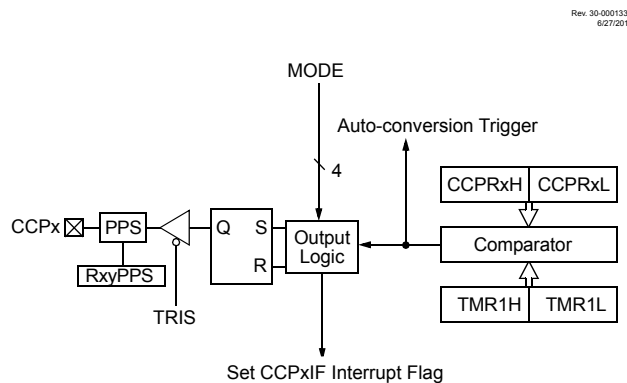 Rev. 30-000133
6/27/201
MODE
Auto-conversion Trigger
4
CCPRxH CCPRxL
CCPx PPS Q S Output Logic Comparator
R
RxyPPS
TMR1H TMR1L
TRIS
Set CCPxIF Interrupt Flag